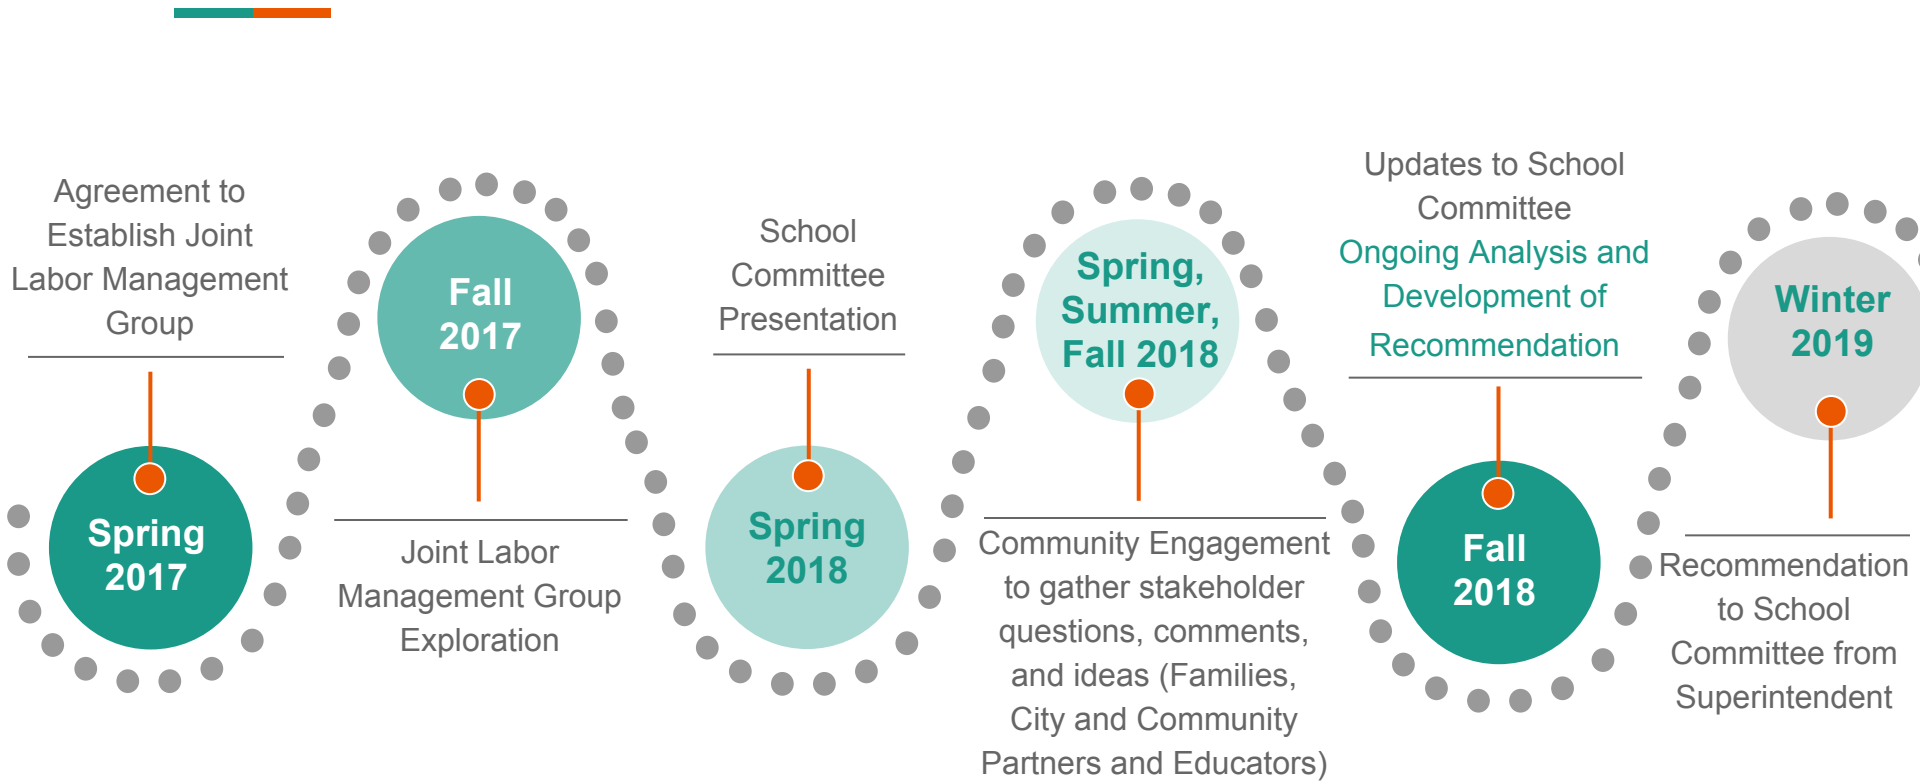 Agreement to
Establish Joint
Labor Management
Group
Spring
2017
Fall
2017
Joint Labor
Management Group
Exploration
School
Committee
Presentation
Spring
2018
Spring,
Summer,
Fall 2018
Community Engagement
to gather stakeholder
questions, comments,
and ideas (Families,
City and Community
Partners and Educators)
Updates to School
Committee
Ongoing Analysis and
Development of
Recommendation
Fall
2018
Winter
2019
Recommendation
to School
Committee from
Superintendent